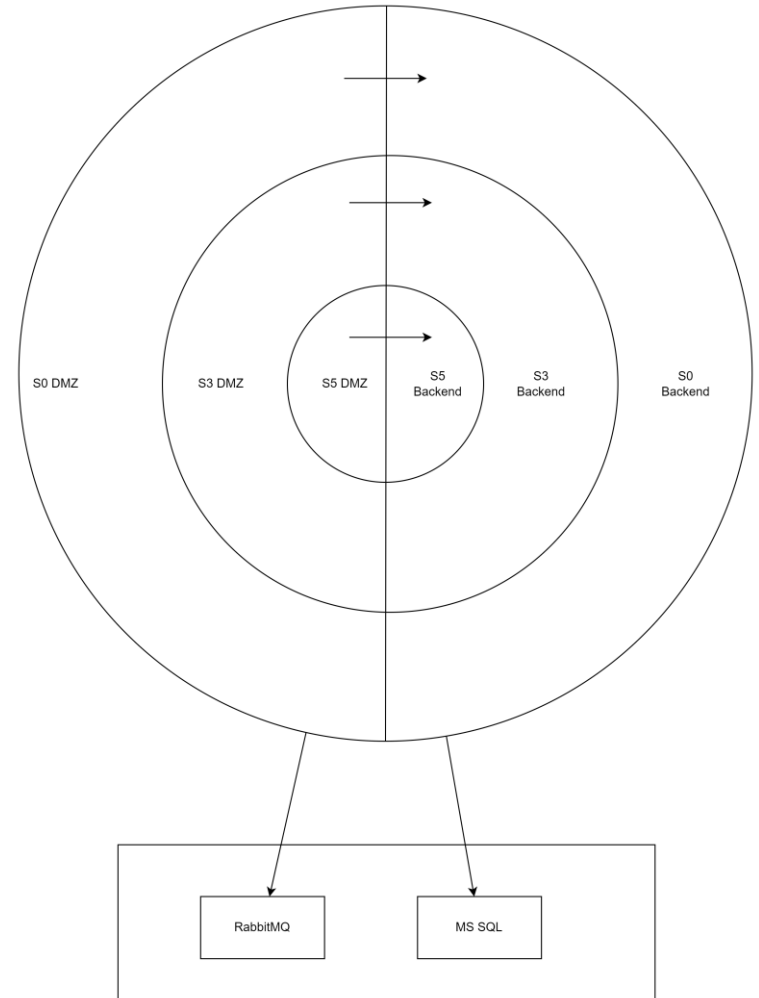 S0 DMZ
S3 DMZ
S5 DMZ
S5
Backend
S3
Backend
S0
Backend
RabbitMQ
MS SQL